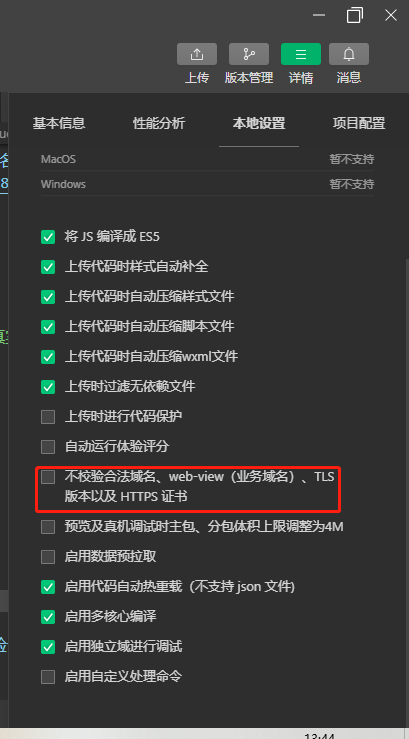 上传 版本管理 详情 消息
基本信息 性能分析 本地设置 项目配置
MacOS 暂不支持
Windows 暂不支持
将 JS 编译成 ES5
上传代码时样式自动补全
上传代码时自动压缩样式文件
上传代码时自动压缩脚本文件
上传代码时自动压缩wxml文件
上传时过滤无依赖文件
上传时进行代码保护
自动运行体验评分
不校验合法域名、web-view（业务域名）、TLS
版本以及 HTTPS 证书
预览及真机调试时主包、分包体积上限调整为4M
启用数据预拉取
启用代码自动热重载（不支持 json 文件)
启用多核心编译
启用独立域进行调试
启用自定义处理命令